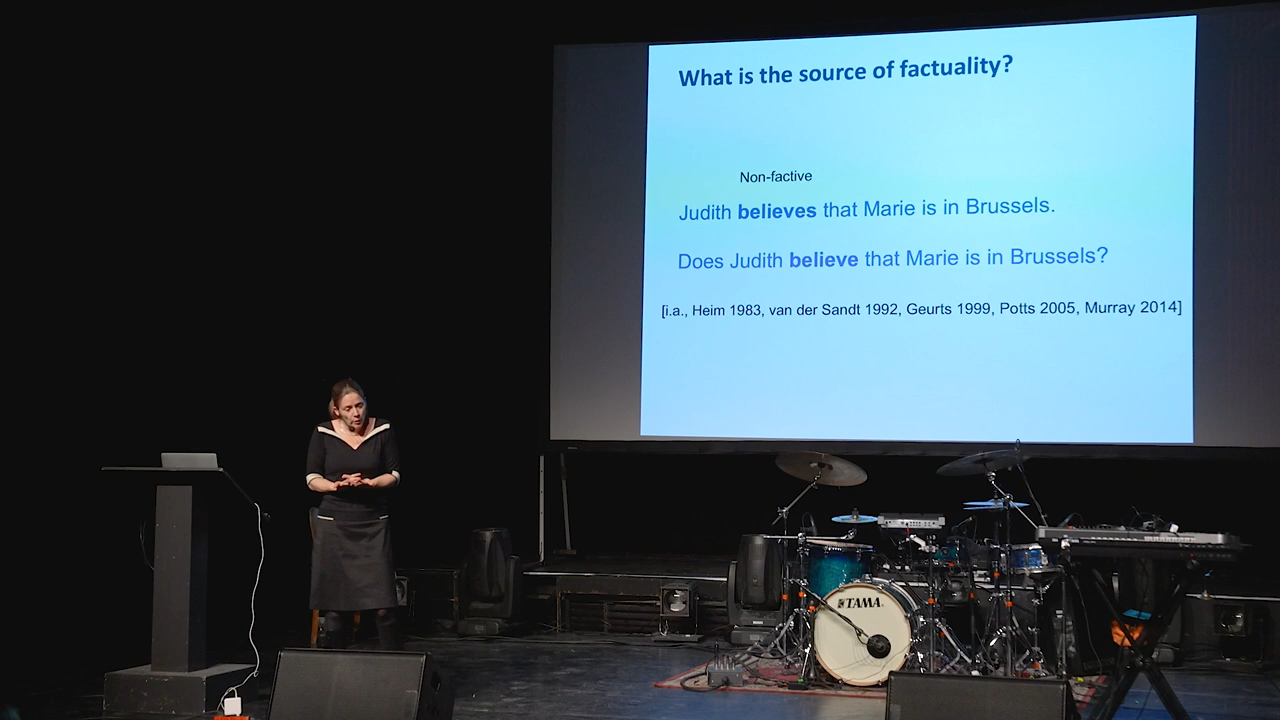 What is the source of factuality?
Non-factive
Judith believes that Marie is in Brussels.
Does Judith believe that Marie is in Brussels?
[i.a., Heim 1983, van der Sandt 1992, Geurts 1999, Potts 2005, Murray 2014]
TAMA